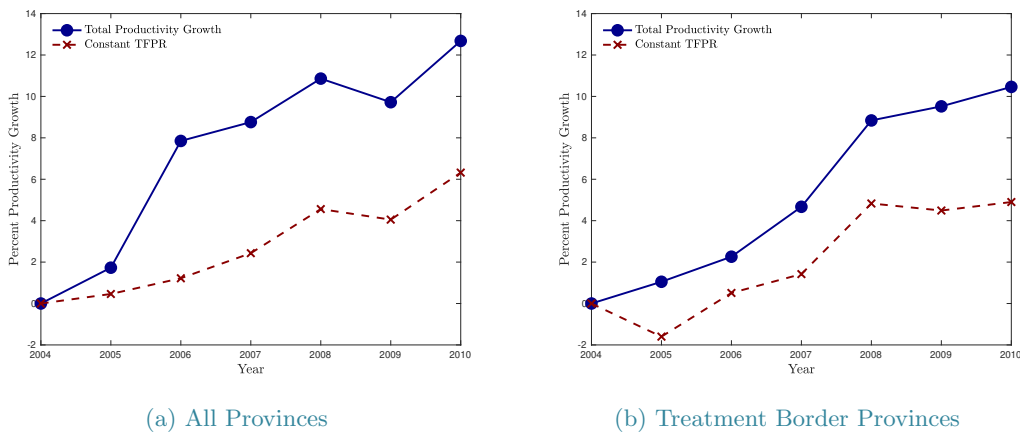 14
12
10
8
6
4
2
0
-2
Percent Productivity Growth
Total Productivity Growth
Constant TFPR
2004 2005 2006 2007 2008 2009 2010
Year
(a) All Provinces
14
12
10
8
6
4
2
0
-2
Percent Productivity Growth
Total Productivity Growth
Constant TFPR
2004 2005 2006 2007 2008 2009 2010
Year
(b) Treatment Border Provinces